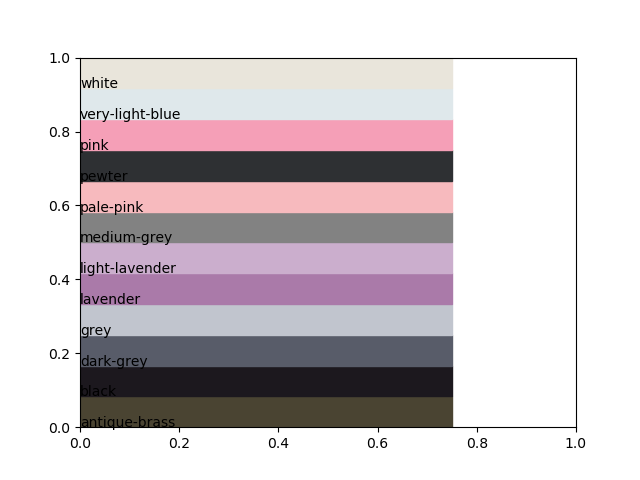 1.0
white
very-light-blue
0.8
pink
pewter
0.6
pale-pink
medium-grey
0.4
light-lavender
lavender
grey
0.2
dark-grey
black
0.0
antique-brass
0.0 0.2 0.4 0.6 0.8 1.0